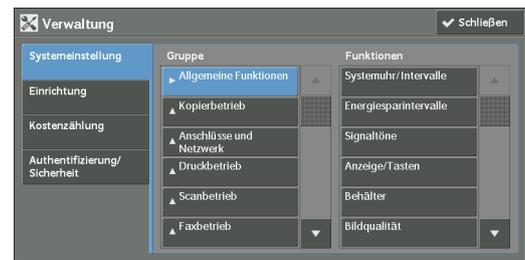 Verwaltung
Schließen
Systemeinstellung
Einrichtung
Kostenzählung
Authentifizierung/
Sicherheit
Gruppe
Allgemeine Funktionen
Kopierbetrieb
Anschlüsse und
Netzwerk
Druckbetrieb
Scanbetrieb
Faxbetrieb
Funktionen
Systemuhr/Intervalle
Energiesparintervalle
Signaltöne
Anzeige/Tasten
Behälter
Bildqualität